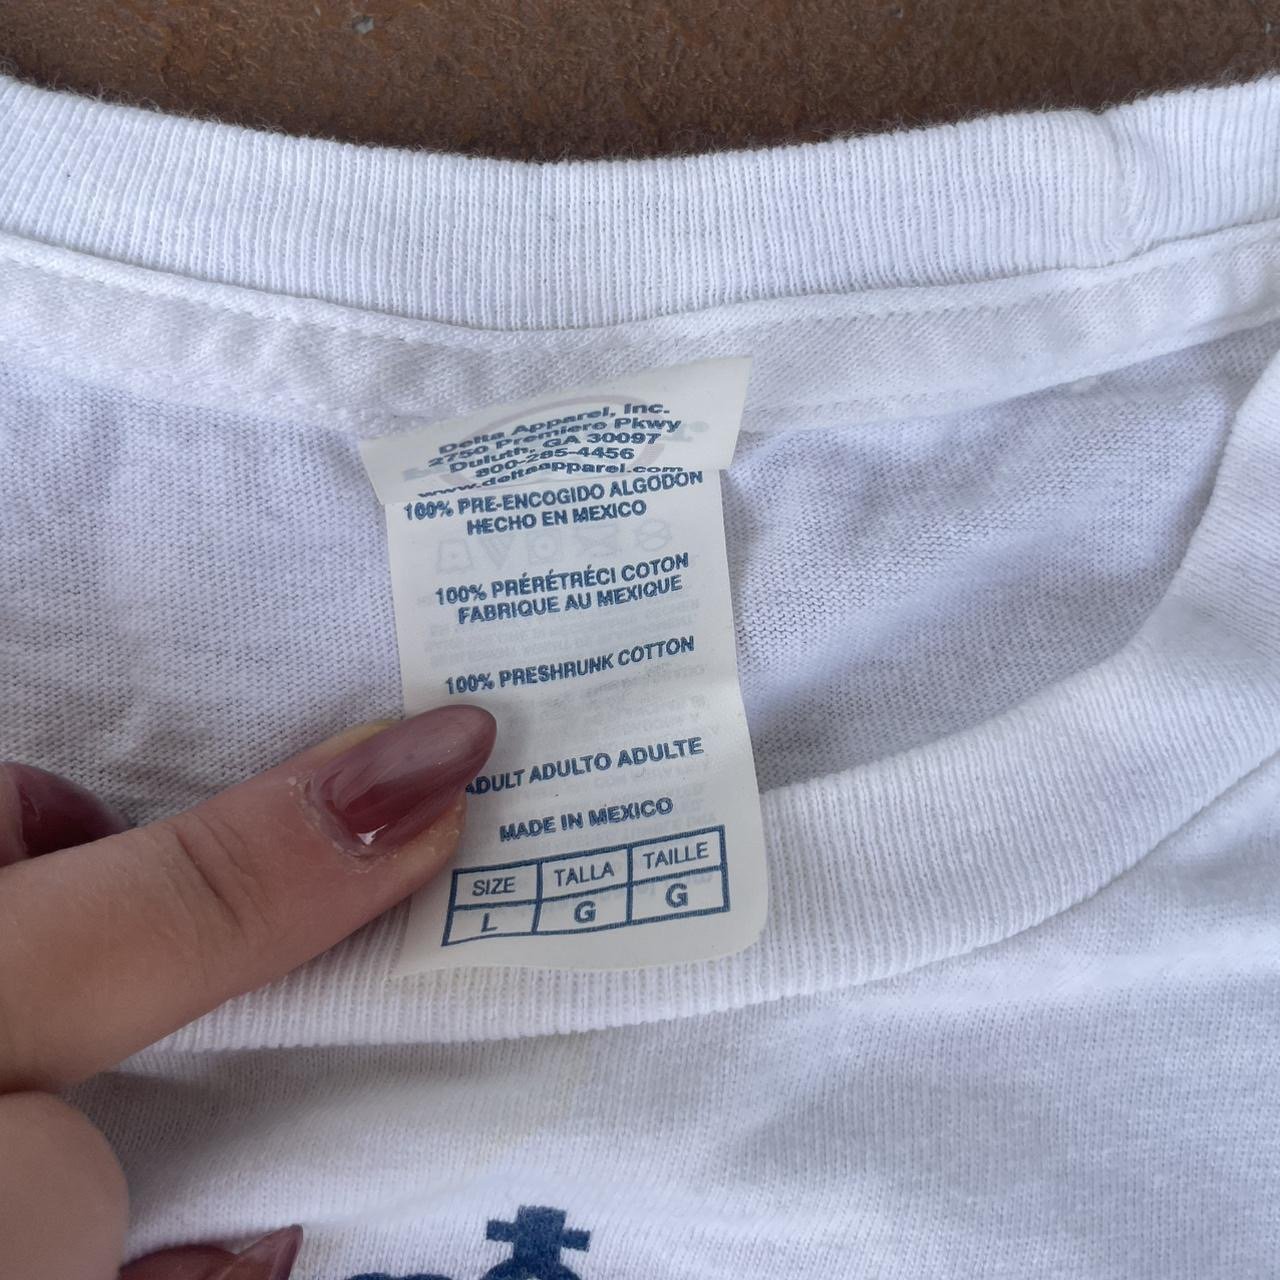 Delta Apparel, Inc.
2750 Premiere Pkwy
Duluth, GA 30097
800-285-4456
www.deltaapparel.com
100% PRE-ENCOGIDO ALGODON
HECHO EN MEXICO
100% PRÉRÉTRÉCI COTON
FABRIQUE AU MEXIQUE
100% PRESHRUNK COTTON
ADULT ADULTO ADULTE
MADE IN MEXICO
SIZE TALLA TAILLE
L G G